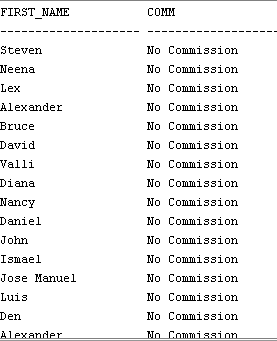 FIRST_NAME COMM
-------------------- --------------------
Steven No Commission
Neena No Commission
Lex No Commission
Alexander No Commission
Bruce No Commission
David No Commission
Valli No Commission
Diana No Commission
Nancy No Commission
Daniel No Commission
John No Commission
Ismael No Commission
Jose Manuel No Commission
Luis No Commission
Den No Commission
Alexander No Commission